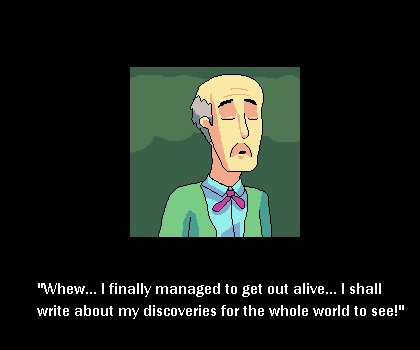 "Whew... I finally managed to get out alive... I shall
write about my discoveries for the whole world to see!"